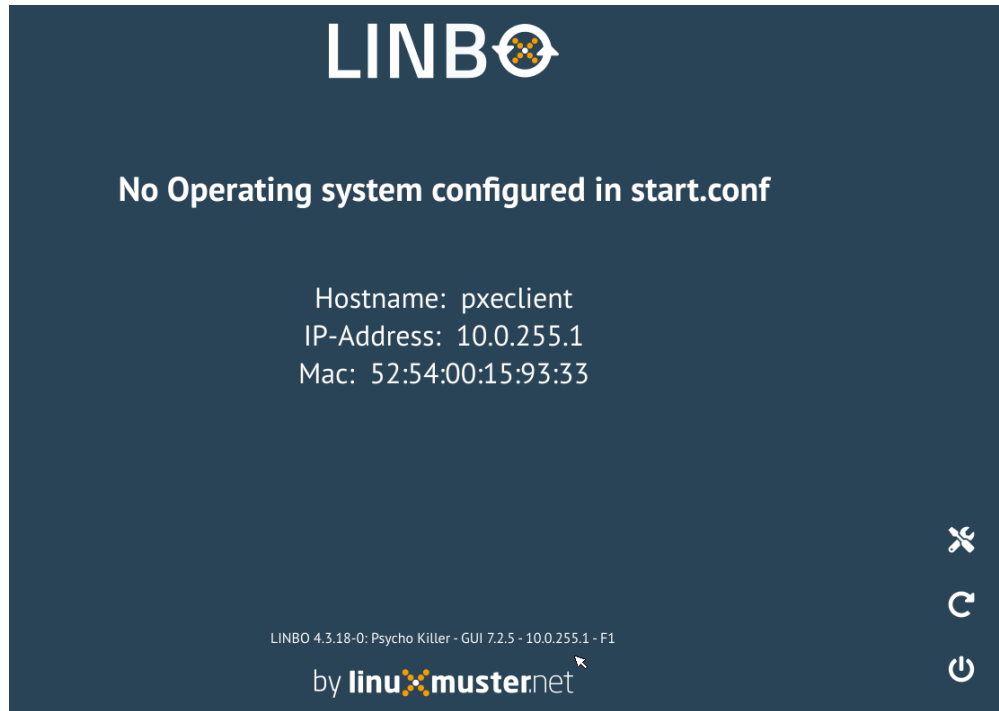 LINBO
No Operating system configured in start.conf
Hostname: pxeclient
IP-Address: 10.0.255.1
Mac: 52:54:00:15:93:33
LINBO 4.3.18-0: Psycho Killer - GUI 7.2.5 - 10.0.255.1 - F1
by linuxmuster.net